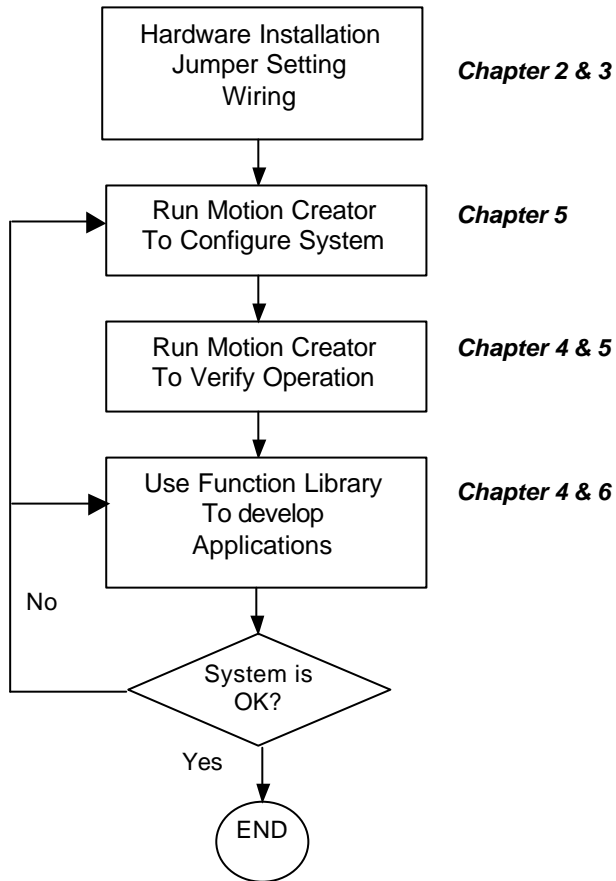 Hardware Installation
Jumper Setting
Wiring
Chapter 2 & 3
Run Motion Creator
To Configure System
Chapter 5
Run Motion Creator
To Verify Operation
Chapter 4 & 5
Use Function Library
To develop
Applications
Chapter 4 & 6
No
System is
OK?
Yes
END